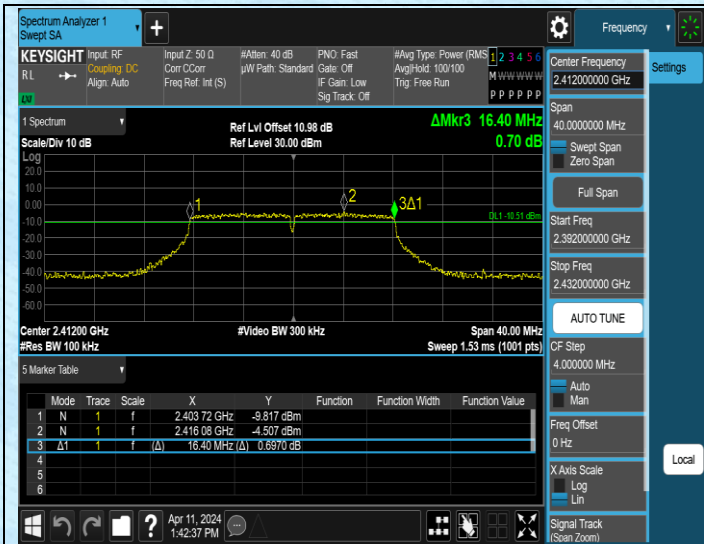 Spectrum Analyzer 1
Swept SA
+
Frequency
KEYSIGHT
RL
LXI
Input: RF
Coupling: DC
Align: Auto
Input Z: 50 Ω
Corr CCorr
Freq Ref: Int (S)
#Atten: 40 dB
µW Path: Standard
PNO: Fast
Gate: Off
IF Gain: Low
Sig Track: Off
#Avg Type: Power (RMS
Avg|Hold: 100/100
Trig: Free Run
1 2 3 4 5 6
M W W W W W
P P P P P P
1 Spectrum
Scale/Div 10 dB
Ref Lvl Offset 10.98 dB
Ref Level 30.00 dBm
ΔMkr3 16.40 MHz
0.70 dB
Log
20.0
10.0
0.00
-10.0
-20.0
-30.0
-40.0
-50.0
-60.0
1
2
3Δ1
DL1 -10.51 dBm
Center 2.41200 GHz
#Res BW 100 kHz
#Video BW 300 kHz
Span 40.00 MHz
Sweep 1.53 ms (1001 pts)
5 Marker Table
Mode Trace Scale X Y Function Function Width Function Value
1 N 1 f 2.403 72 GHz -9.817 dBm
2 N 1 f 2.416 08 GHz -4.507 dBm
3 Δ1 1 f (Δ) 16.40 MHz (Δ) 0.6970 dB
4
5
6
?
Apr 11, 2024
1:42:37 PM
Center Frequency
2.412000000 GHz
Span
40.0000000 MHz
Swept Span
Zero Span
Full Span
Start Freq
2.392000000 GHz
Stop Freq
2.432000000 GHz
AUTO TUNE
CF Step
4.000000 MHz
Auto
Man
Freq Offset
0 Hz
X Axis Scale
Log
Lin
Signal Track
(Span Zoom)
Settings
Local